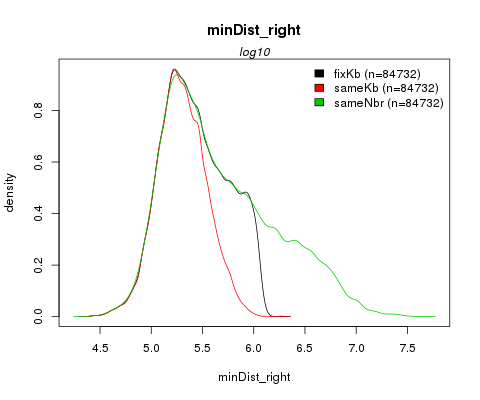 minDist_right
log10
fixKb (n=84732)
sameKb (n=84732)
sameNbr (n=84732)
density
0.8
0.6
0.4
0.2
0.0
4.5 5.0 5.5 6.0 6.5 7.0 7.5
minDist_right